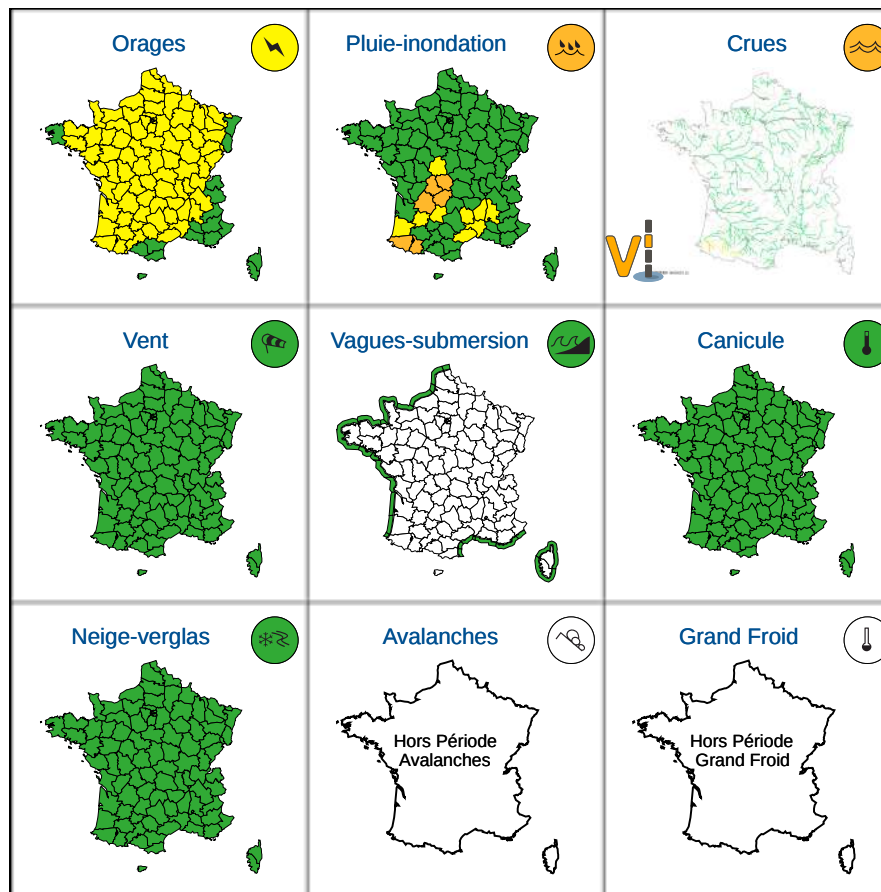 Orages
Pluie-inondation
Crues
Vent
Vagues-submersion
Canicule
Neige-verglas
Avalanches
Grand Froid
Hors Période
Avalanches
Hors Période
Grand Froid